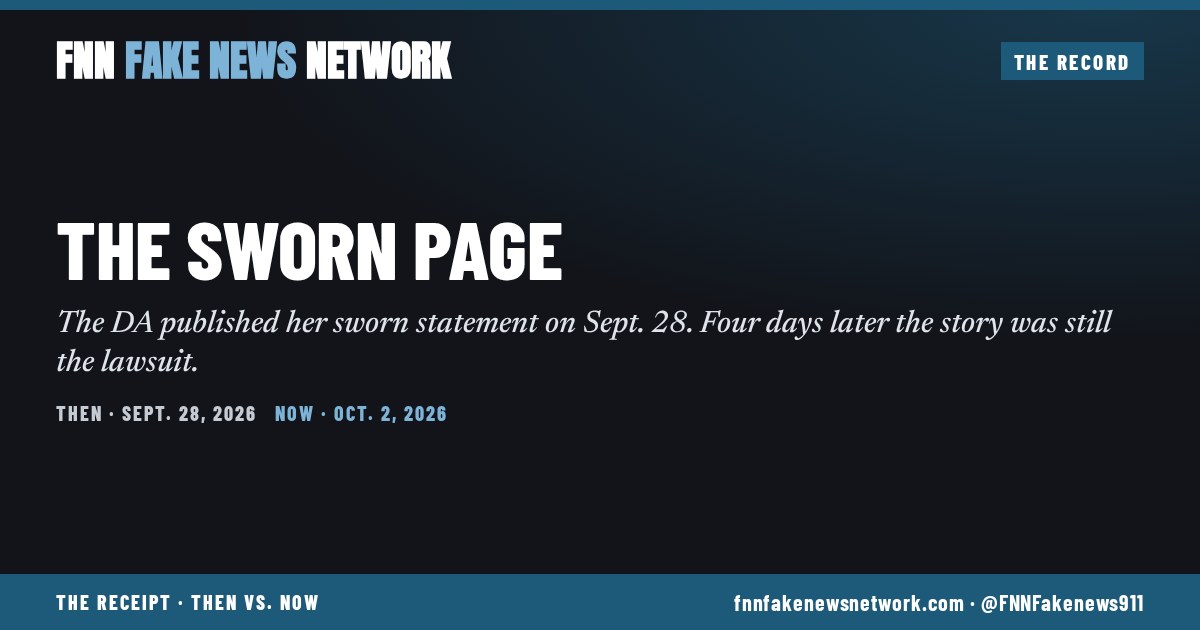 FNN FAKE NEWS NETWORK
THE RECORD
THE SWORN PAGE
The DA published her sworn statement on Sept. 28. Four days later the story was still
the lawsuit.
THEN · SEPT. 28, 2026 NOW · OCT. 2, 2026
THE RECEIPT · THEN VS. NOW
fnnfakenewsnetwork.com · @FNNFakenews911